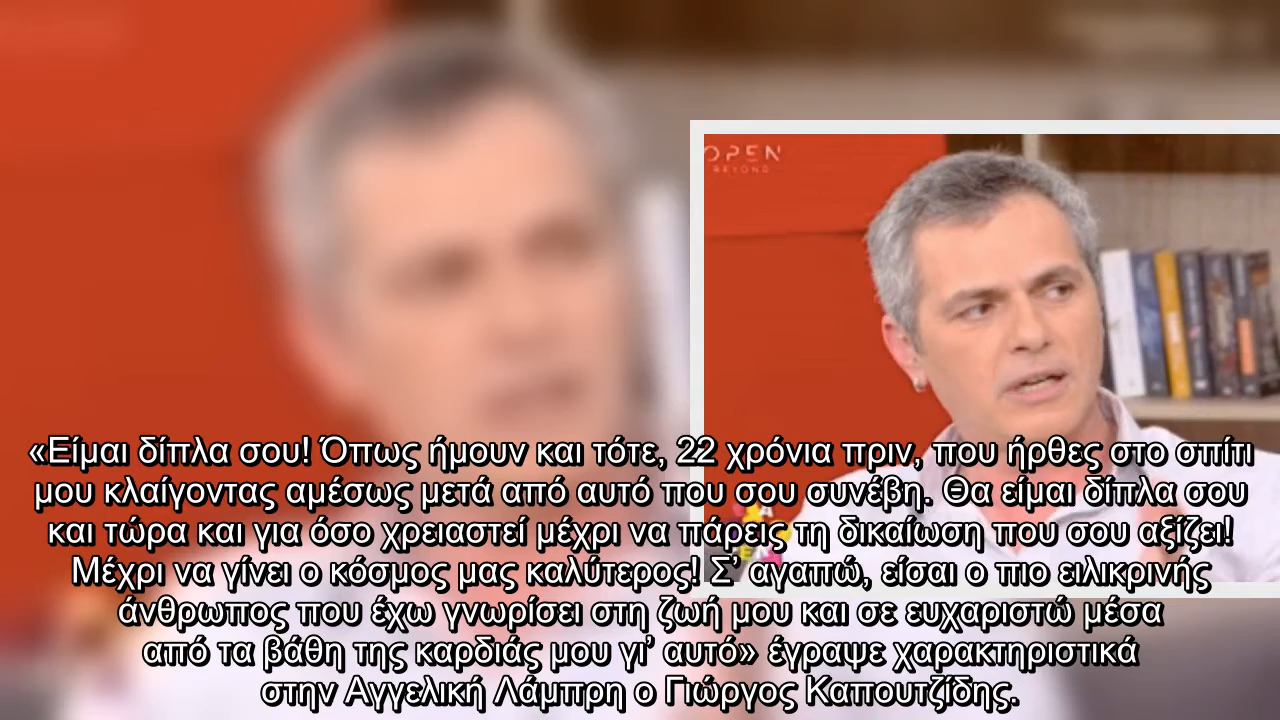 OPEN
BEYOND
«Είμαι δίπλα σου! Όπως ήμουν και τότε, 22 χρόνια πριν, που ήρθες στο σπίτι
μου κλαίγοντας αμέσως μετά από αυτό που σου συνέβη. Θα είμαι δίπλα σου
και τώρα και για όσο χρειαστεί μέχρι να πάρεις τη δικαίωση που σου αξίζει!
Μέχρι να γίνει ο κόσμος μας καλύτερος! Σ’ αγαπώ, είσαι ο πιο ειλικρινής
άνθρωπος που έχω γνωρίσει στη ζωή μου και σε ευχαριστώ μέσα
από τα βάθη της καρδιάς μου γι’ αυτό» έγραψε χαρακτηριστικά
στην Αγγελική Λάμπρη ο Γιώργος Καπουτζίδης.